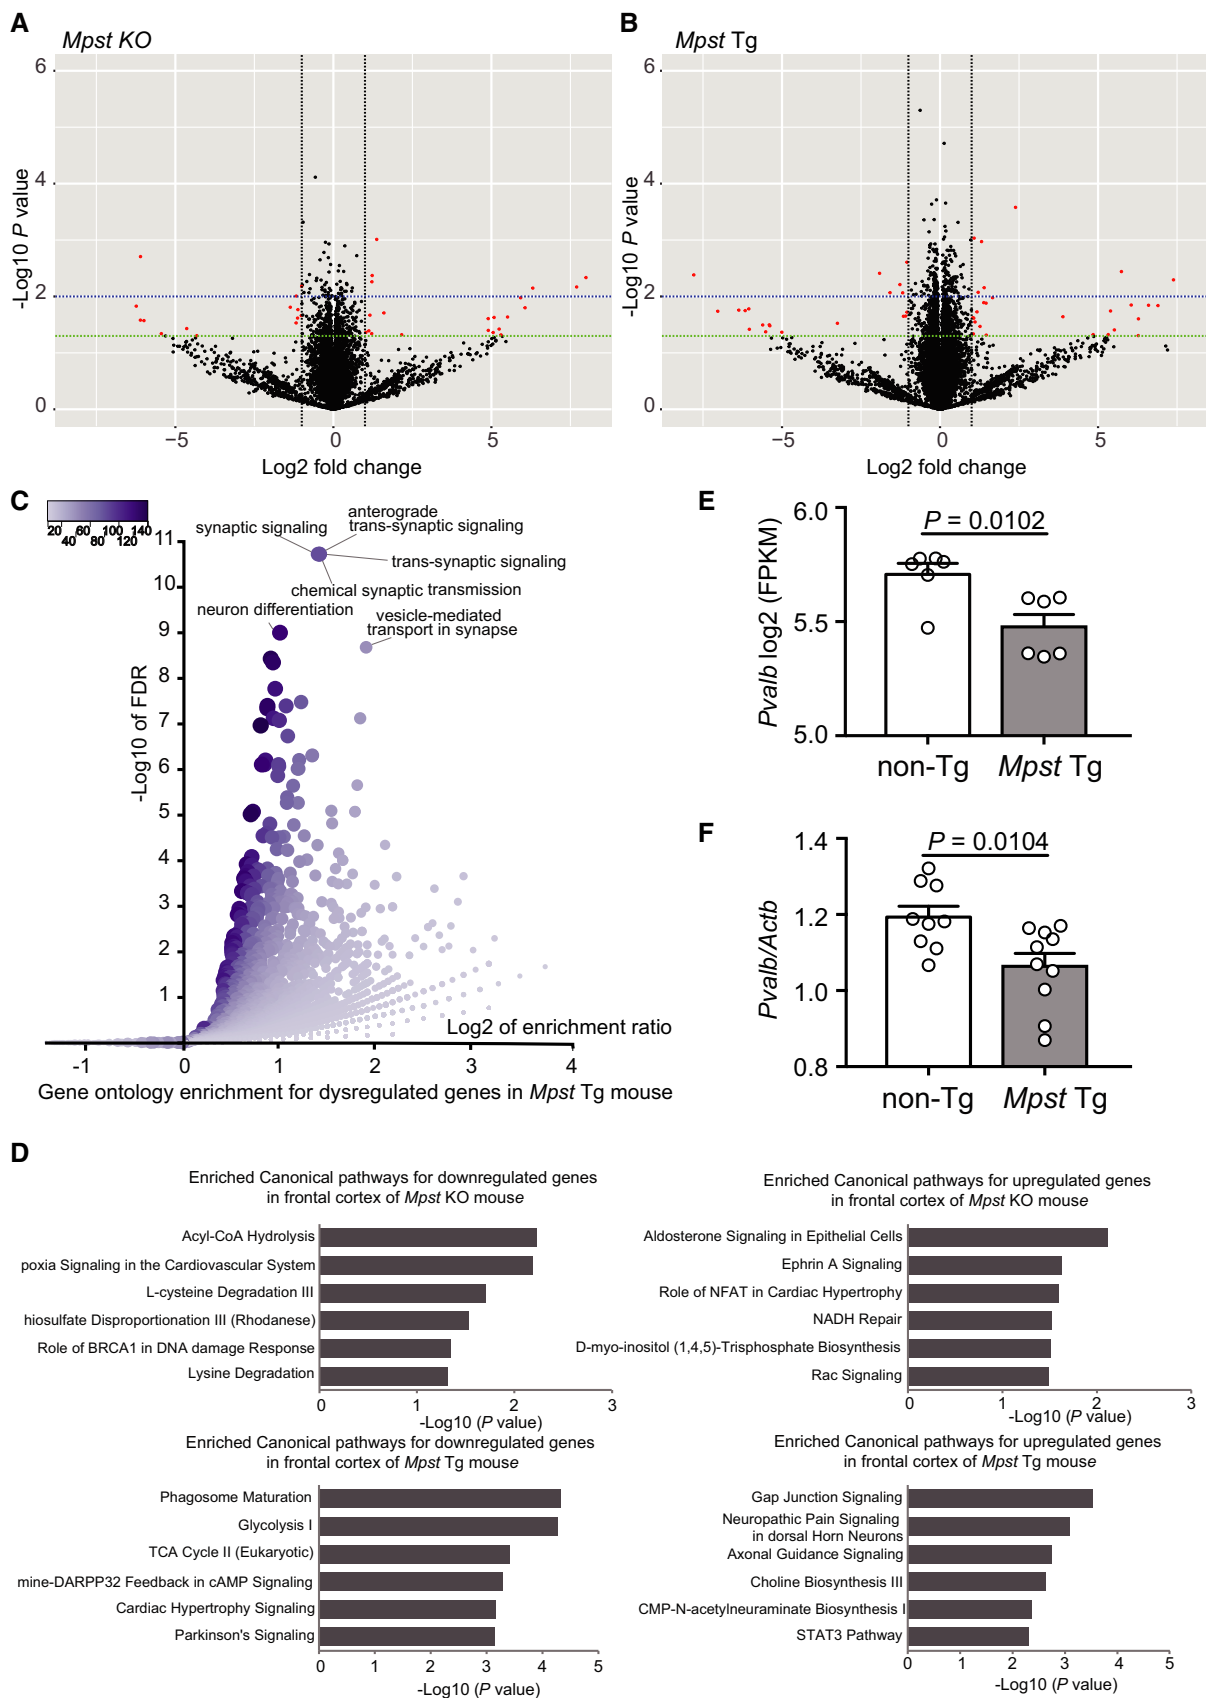 A
Mpst KO
6
4
2
0
-Log10 P value
−5
0
5
Log2 fold change
B
Mpst Tg
6
4
2
0
-Log10 P value
−5
0
5
Log2 fold change
C
20 60 100 140
40 80 120
synaptic signaling
anterograde
trans-synaptic signaling
trans-synaptic signaling
chemical synaptic transmission
neuron differentiation
vesicle-mediated
transport in synapse
11
10
9
8
7
6
5
4
3
2
1
-Log10 of FDR
Log2 of enrichment ratio
-1
0
1
2
3
4
Gene ontology enrichment for dysregulated genes in Mpst Tg mouse
E
P = 0.0102
6.0
5.5
5.0
Pvalb log2 (FPKM)
non-Tg
Mpst Tg
F
P = 0.0104
1.4
1.2
1.0
0.8
Pvalb/Actb
non-Tg
Mpst Tg
D
Enriched Canonical pathways for downregulated genes
in frontal cortex of Mpst KO mouse
Acyl-CoA Hydrolysis
poxia Signaling in the Cardiovascular System
L-cysteine Degradation III
hiosulfate Disproportionation III (Rhodanese)
Role of BRCA1 in DNA damage Response
Lysine Degradation
0
1
2
3
-Log10 (P value)
Enriched Canonical pathways for upregulated genes
in frontal cortex of Mpst KO mouse
Aldosterone Signaling in Epithelial Cells
Ephrin A Signaling
Role of NFAT in Cardiac Hypertrophy
NADH Repair
D-myo-inositol (1,4,5)-Trisphosphate Biosynthesis
Rac Signaling
0
1
2
3
-Log10 (P value)
Enriched Canonical pathways for downregulated genes
in frontal cortex of Mpst Tg mouse
Phagosome Maturation
Glycolysis I
TCA Cycle II (Eukaryotic)
mine-DARPP32 Feedback in cAMP Signaling
Cardiac Hypertrophy Signaling
Parkinson's Signaling
0
1
2
3
4
5
-Log10 (P value)
Enriched Canonical pathways for upregulated genes
in frontal cortex of Mpst Tg mouse
Gap Junction Signaling
Neuropathic Pain Signaling
in dorsal Horn Neurons
Axonal Guidance Signaling
Choline Biosynthesis III
CMP-N-acetylneuraminate Biosynthesis I
STAT3 Pathway
0
1
2
3
4
5
-Log10 (P value)